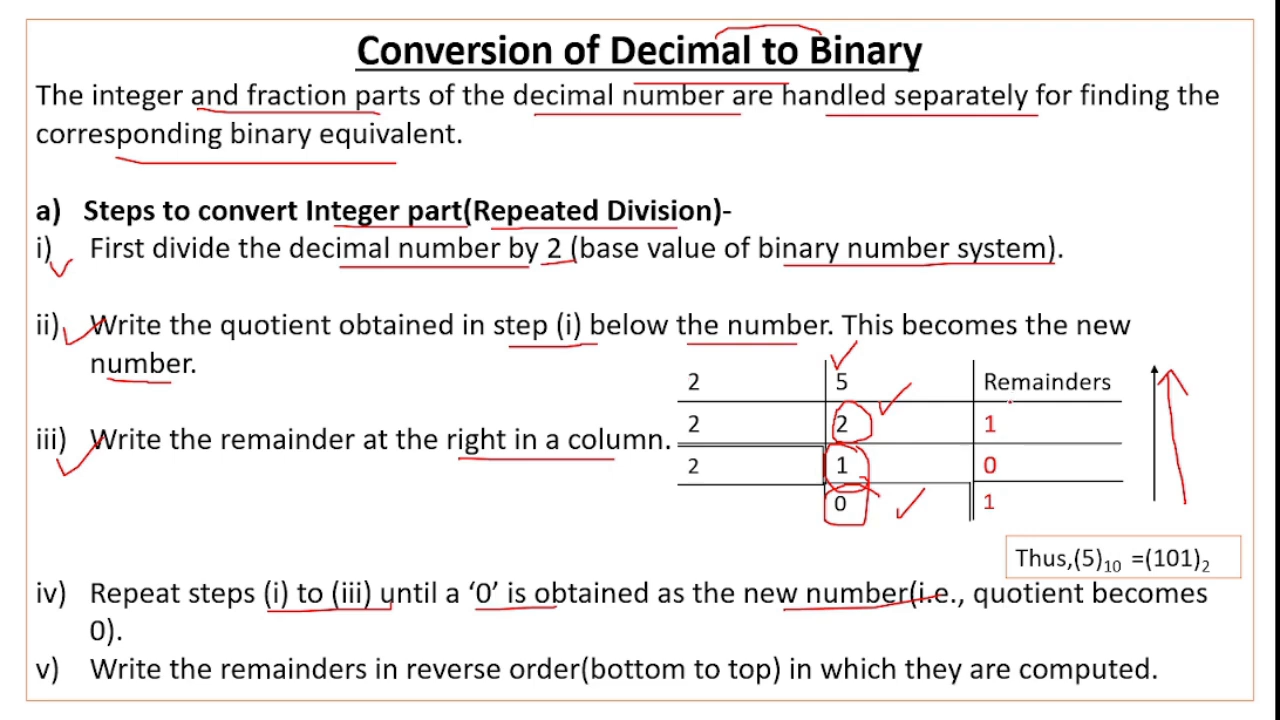 Conversion of Decimal to Binary
The integer and fraction parts of the decimal number are handled separately for finding the
corresponding binary equivalent.
a) Steps to convert Integer part(Repeated Division)-
i) First divide the decimal number by 2 (base value of binary number system).
ii) Write the quotient obtained in step (i) below the number. This becomes the new
number.
iii) Write the remainder at the right in a column.
2 5 Remainders
2 2 1
2 1 0
0 1
Thus,(5)₁₀ =(101)₂
iv) Repeat steps (i) to (iii) until a ‘0’ is obtained as the new number(i.e., quotient becomes
0).
v) Write the remainders in reverse order(bottom to top) in which they are computed.